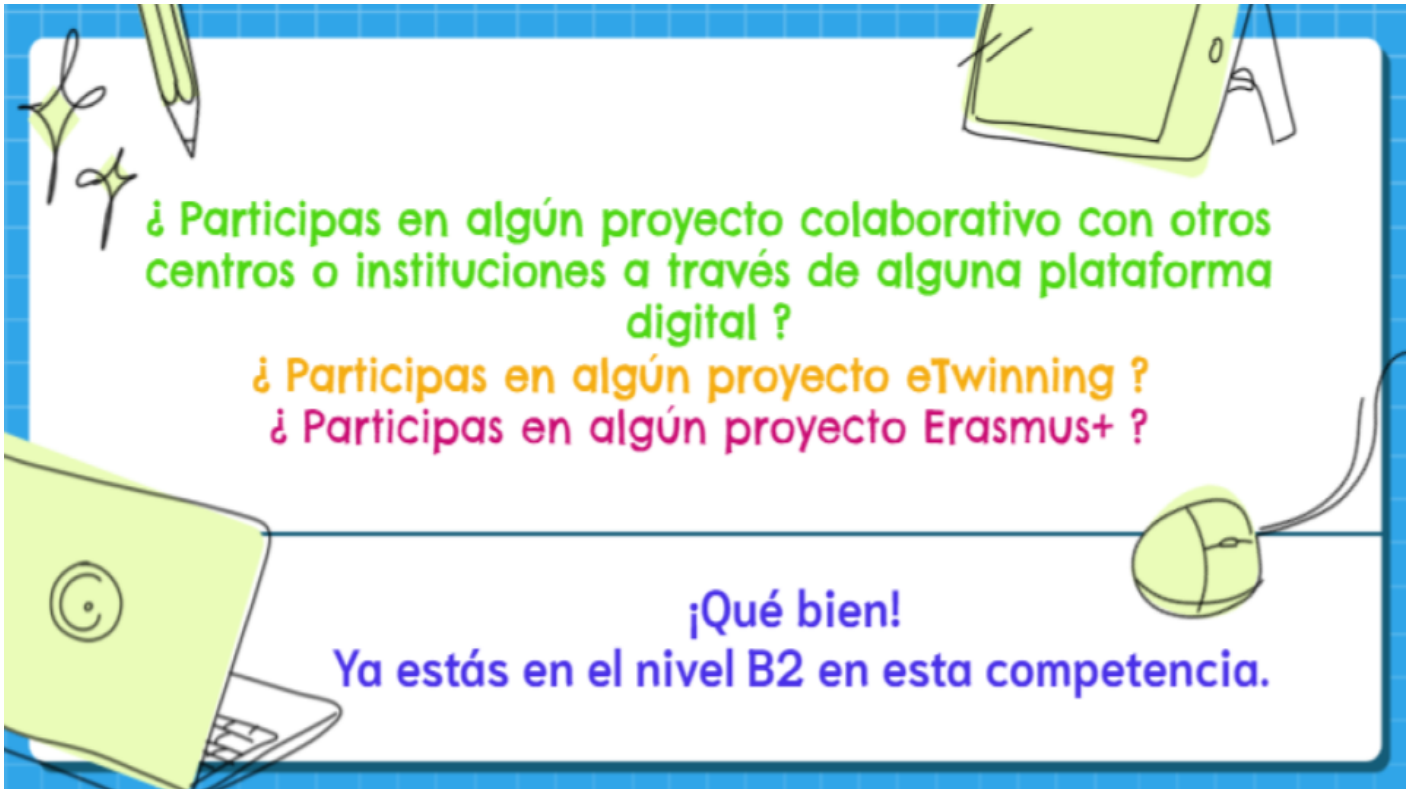 ¿ Participas en algún proyecto colaborativo con otros
centros o instituciones a través de alguna plataforma
digital ?
¿ Participas en algún proyecto eTwinning ?
¿ Participas en algún proyecto Erasmus+ ?
¡Qué bien!
Ya estás en el nivel B2 en esta competencia.